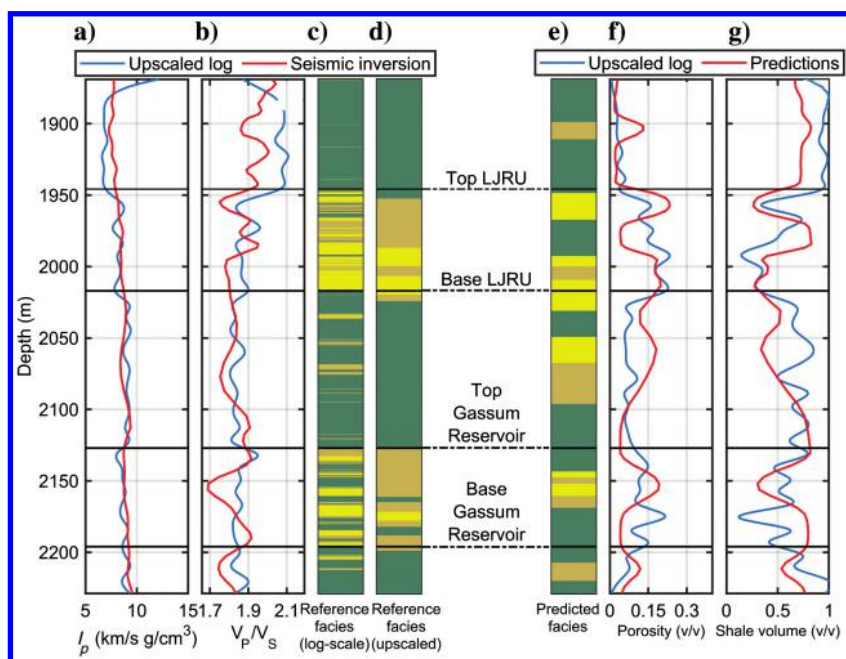 a) b) c) d) e) f) g)
Upscaled log Seismic inversion Upscaled log Predictions
Depth (m)
1900
1950
2000
2050
2100
2150
2200
Top LJRU
Base LJRU
Top
Gassum
Reservoir
Base
Gassum
Reservoir
5 10 15 1.7 1.9 2.1 0 0.15 0.3 0 0.5 1
Ip (km/s g/cm³)
VP/VS
Reference
facies
(log-scale)
Reference
facies
(upscaled)
Predicted
facies
Porosity (v/v)
Shale volume (v/v)